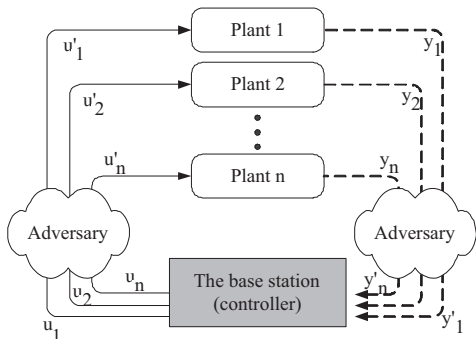 Plant 1
u'1
y1
Plant 2
u'2
y2
Plant n
u'n
yn
Adversary
Adversary
The base station
(controller)
un
u2
u1
y'n
y'1